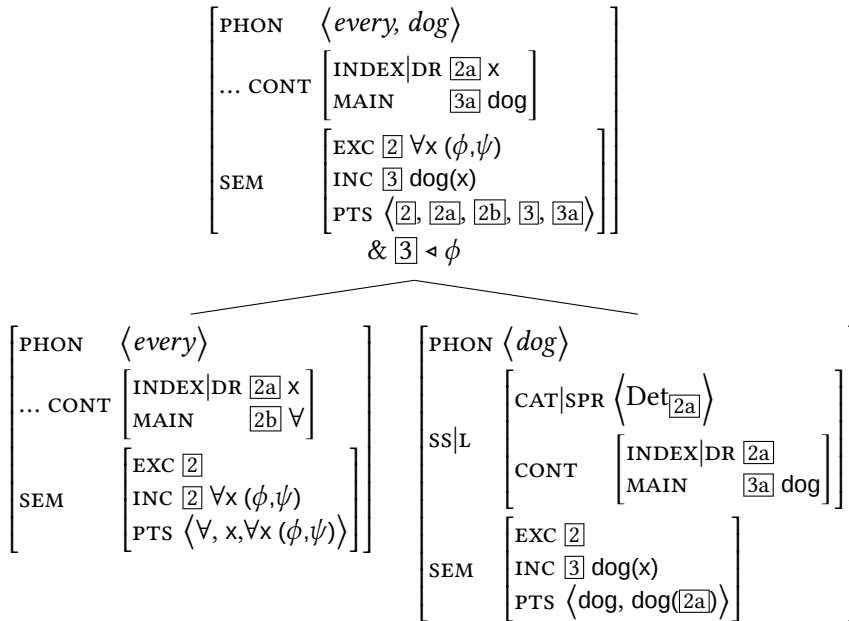 PHON ⟨every, dog⟩
... CONT [INDEX|DR [2a] x
MAIN [3a] dog]
SEM [EXC [2] ∀x (ϕ,ψ)
INC [3] dog(x)
PTS ⟨[2], [2a], [2b], [3], [3a]⟩]
& [3] ◂ ϕ
PHON ⟨every⟩
... CONT [INDEX|DR [2a] x
MAIN [2b] ∀]
SEM [EXC [2]
INC [2] ∀x (ϕ,ψ)
PTS ⟨∀, x,∀x (ϕ,ψ)⟩]
PHON ⟨dog⟩
SS|L [CAT|SPR ⟨Det[2a]⟩
CONT [INDEX|DR [2a]
MAIN [3a] dog]]
SEM [EXC [2]
INC [3] dog(x)
PTS ⟨dog, dog([2a])⟩]